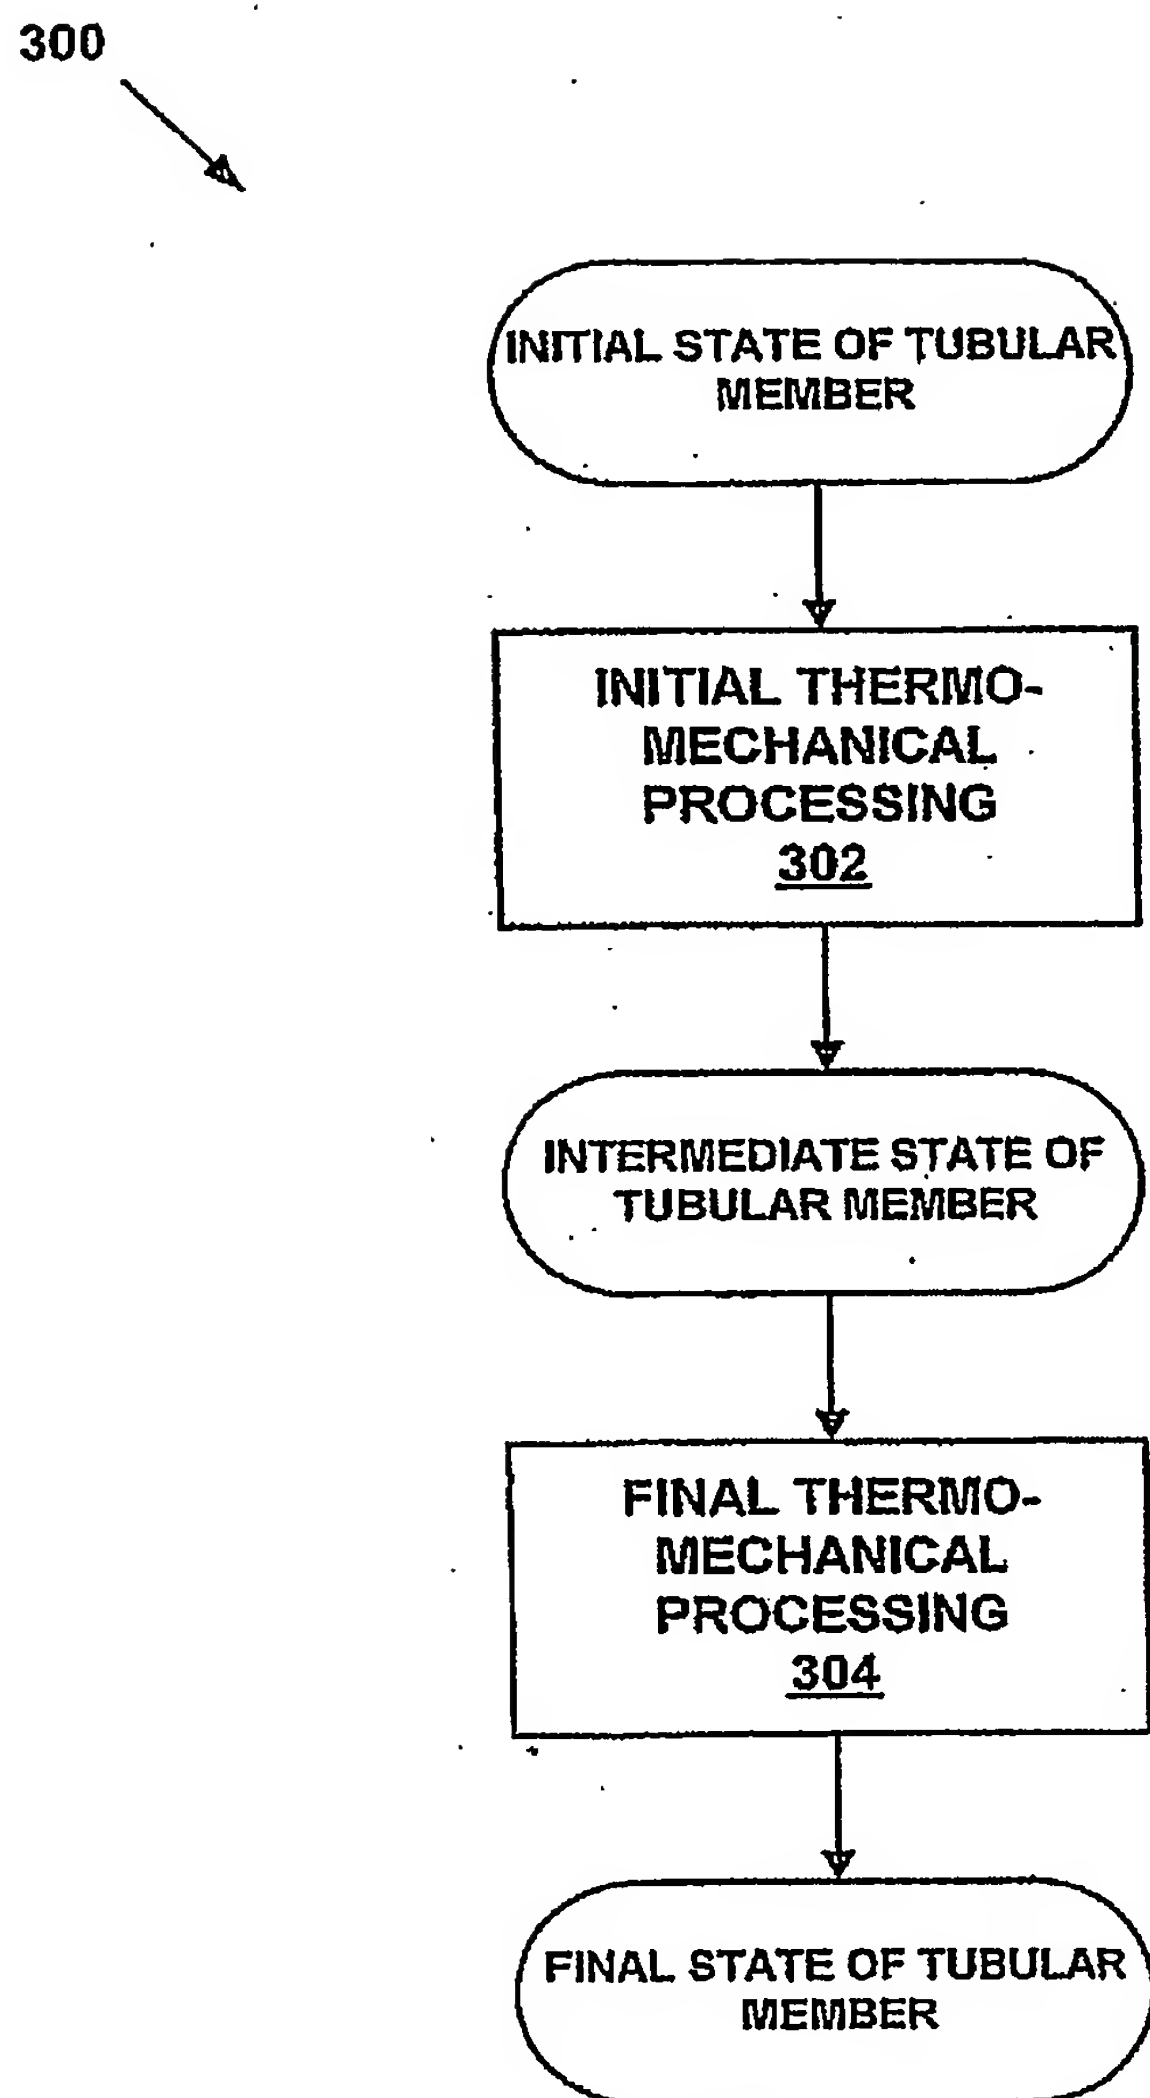 300
INITIAL STATE OF TUBULAR
MEMBER
INITIAL THERMO-
MECHANICAL
PROCESSING
302
INTERMEDIATE STATE OF
TUBULAR MEMBER
FINAL THERMO-
MECHANICAL
PROCESSING
304
FINAL STATE OF TUBULAR
MEMBER